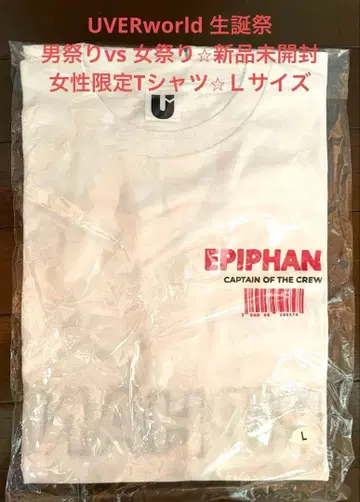 UVERworld 生誕祭
男祭りvs 女祭り☆新品未開封
女性限定Tシャツ☆Ｌサイズ
U
EPIPHAN
CAPTAIN OF THE CREW
L